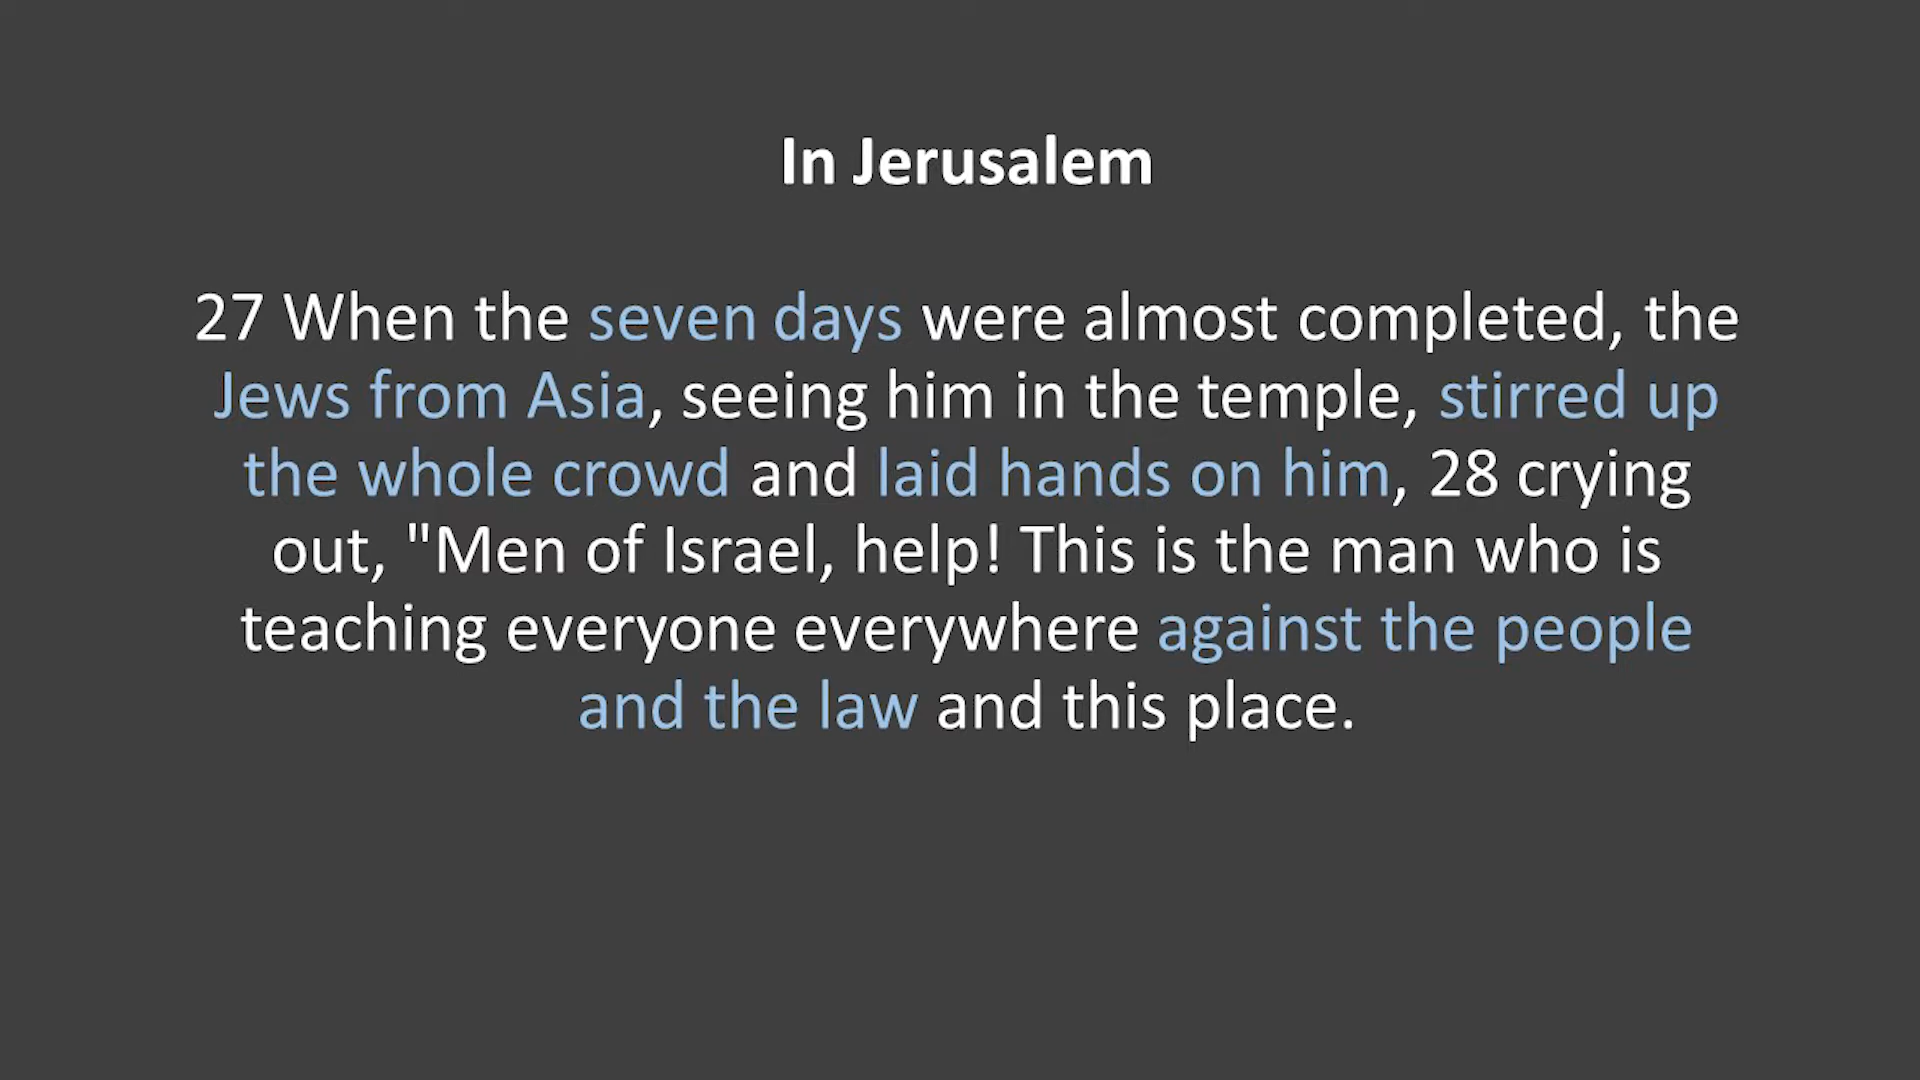 In Jerusalem
27 When the seven days were almost completed, the
Jews from Asia, seeing him in the temple, stirred up
the whole crowd and laid hands on him, 28 crying
out, "Men of Israel, help! This is the man who is
teaching everyone everywhere against the people
and the law and this place.